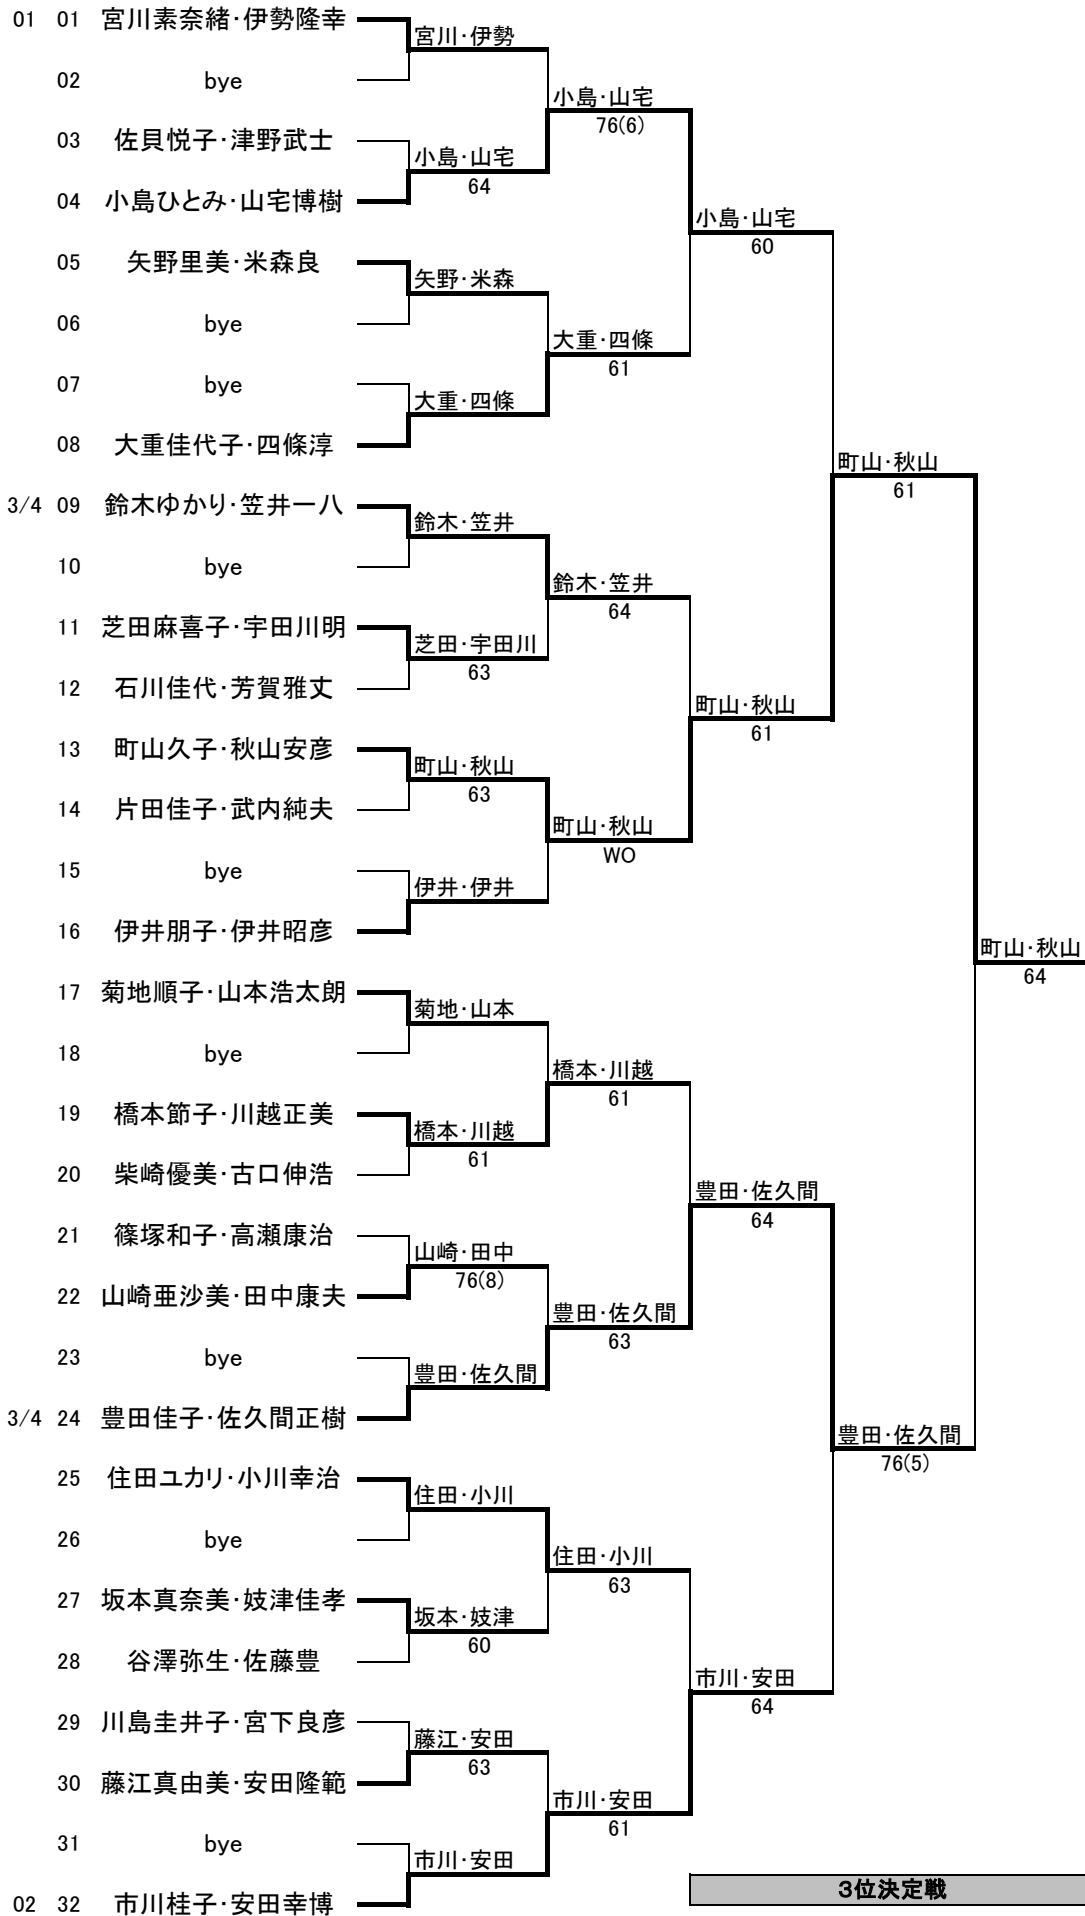 01 01 宮川素奈緒・伊勢隆幸
宮川・伊勢
02 bye
小島・山宅
76(6)
03 佐貝悦子・津野武士
小島・山宅
64
04 小島ひとみ・山宅博樹
小島・山宅
60
05 矢野里美・米森良
矢野・米森
06 bye
大重・四條
61
07 bye
大重・四條
08 大重佳代子・四條淳
町山・秋山
61
3/4 09 鈴木ゆかり・笠井一八
鈴木・笠井
10 bye
鈴木・笠井
64
11 芝田麻喜子・宇田川明
芝田・宇田川
63
12 石川佳代・芳賀雅丈
町山・秋山
61
13 町山久子・秋山安彦
町山・秋山
63
14 片田佳子・武内純夫
町山・秋山
WO
15 bye
伊井・伊井
16 伊井朋子・伊井昭彦
町山・秋山
64
17 菊地順子・山本浩太朗
菊地・山本
18 bye
橋本・川越
61
19 橋本節子・川越正美
橋本・川越
61
20 柴崎優美・古口伸浩
豊田・佐久間
64
21 篠塚和子・高瀬康治
山崎・田中
76(8)
22 山崎亜沙美・田中康夫
豊田・佐久間
63
23 bye
豊田・佐久間
3/4 24 豊田佳子・佐久間正樹
豊田・佐久間
76(5)
25 住田ユカリ・小川幸治
住田・小川
26 bye
住田・小川
63
27 坂本真奈美・妓津佳孝
坂本・妓津
60
28 谷澤弥生・佐藤豊
市川・安田
64
29 川島圭井子・宮下良彦
藤江・安田
63
30 藤江真由美・安田隆範
市川・安田
61
31 bye
市川・安田
3位決定戦
02 32 市川桂子・安田幸博